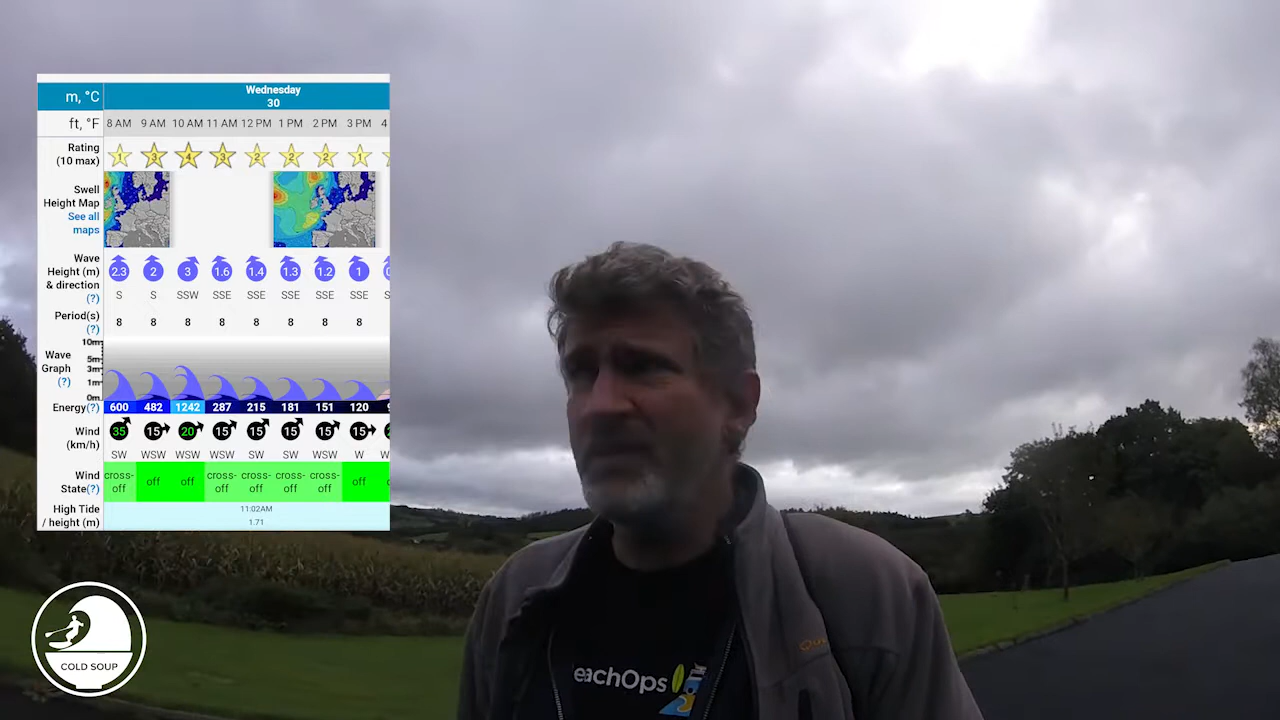 m, °C
Wednesday
30
ft, °F
8 AM 9 AM 10 AM 11 AM 12 PM 1 PM 2 PM 3 PM 4
Rating
(10 max)
1 3 4 3 2 2 2 1
Swell
Height Map
See all
maps
Wave
Height (m)
& direction
(?)
2.3 2 3 1.6 1.4 1.3 1.2 1
S S SSW SSE SSE SSE SSE SSE S
Period(s)
(?)
8 8 8 8 8 8 8 8
Wave
Graph
(?)
10m
5m
3m
1m
0m
Energy(?)
600 482 1242 287 215 181 151 120
Wind
(km/h)
35 15 20 15 15 15 15 15
SW WSW WSW WSW SW SW WSW W W
Wind
State(?)
cross-off off off cross-off cross-off cross-off cross-off off
High Tide
/ height (m)
11:02AM
1.71
COLD SOUP
eachOps